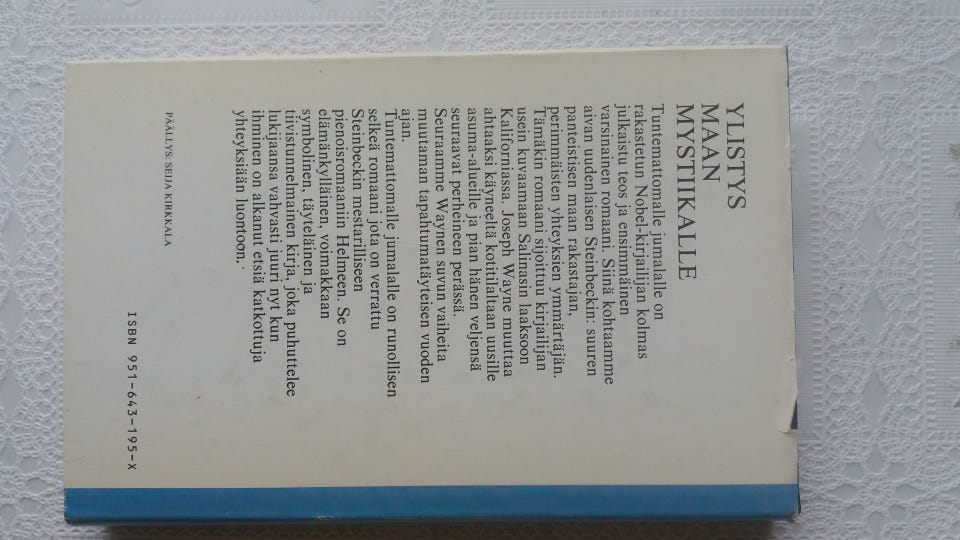 YLISTYS
MAAN
MYSTIIKALLE
Tuntemattomalle jumalalle on
rakastetun Nobel-kirjailijan kolmas
julkaistu teos ja ensimmäinen
varsinainen romaani. Siinä kohtaamme
aivan uudenlaisen Steinbeckin: suuren
panteistisen maan rakastajan,
perimmäisten yhteyksien ymmärtäjän.
Tämäkin romaani sijoittuu kirjailijan
usein kuvaamaan Salinasin laaksoon
Kaliforniassa. Joseph Wayne muuttaa
ahtaaksi käyneeltä kotitilaltaan uusille
asuma-alueille ja pian hänen veljensä
seuraavat perheineen perässä.
Seuraamme Waynen suvun vaiheita
muutaman tapahtumatäyteisen vuoden
ajan.
Tuntemattomalle jumalalle on runollisen
selkeä romaani jota on verrattu
Steinbeckin mestarilliseen
pienoisromaaniin Helmeen. Se on
elämänkylläinen, voimakkaan
symbolinen, täyteläinen ja
tiivistunnelmainen kirja, joka puhuttelee
lukijaansa vahvasti juuri nyt kun
ihminen on alkanut etsiä katkottuja
yhteyksiään luontoon.
PÄÄLLYS: SEIJA KIRKKALA
ISBN 951-643-195-X